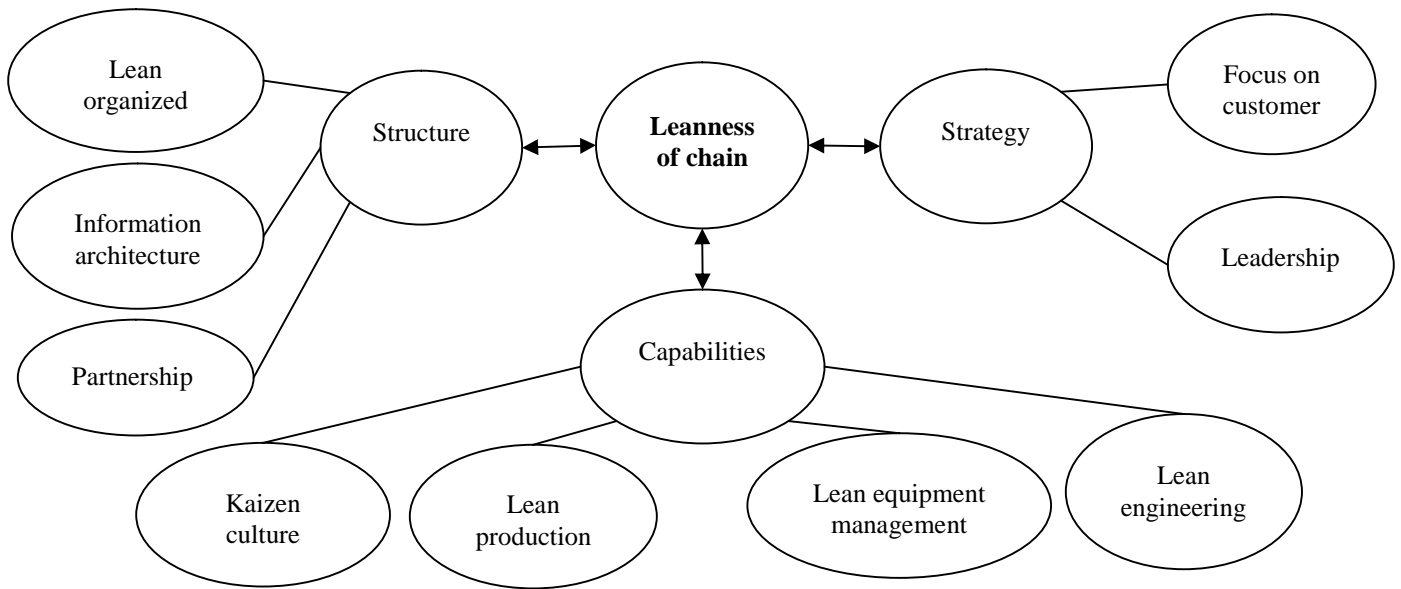 Lean
organized
Structure
Leanness
of chain
Strategy
Focus on
customer
Information
architecture
Leadership
Partnership
Capabilities
Kaizen
culture
Lean
production
Lean equipment
management
Lean
engineering